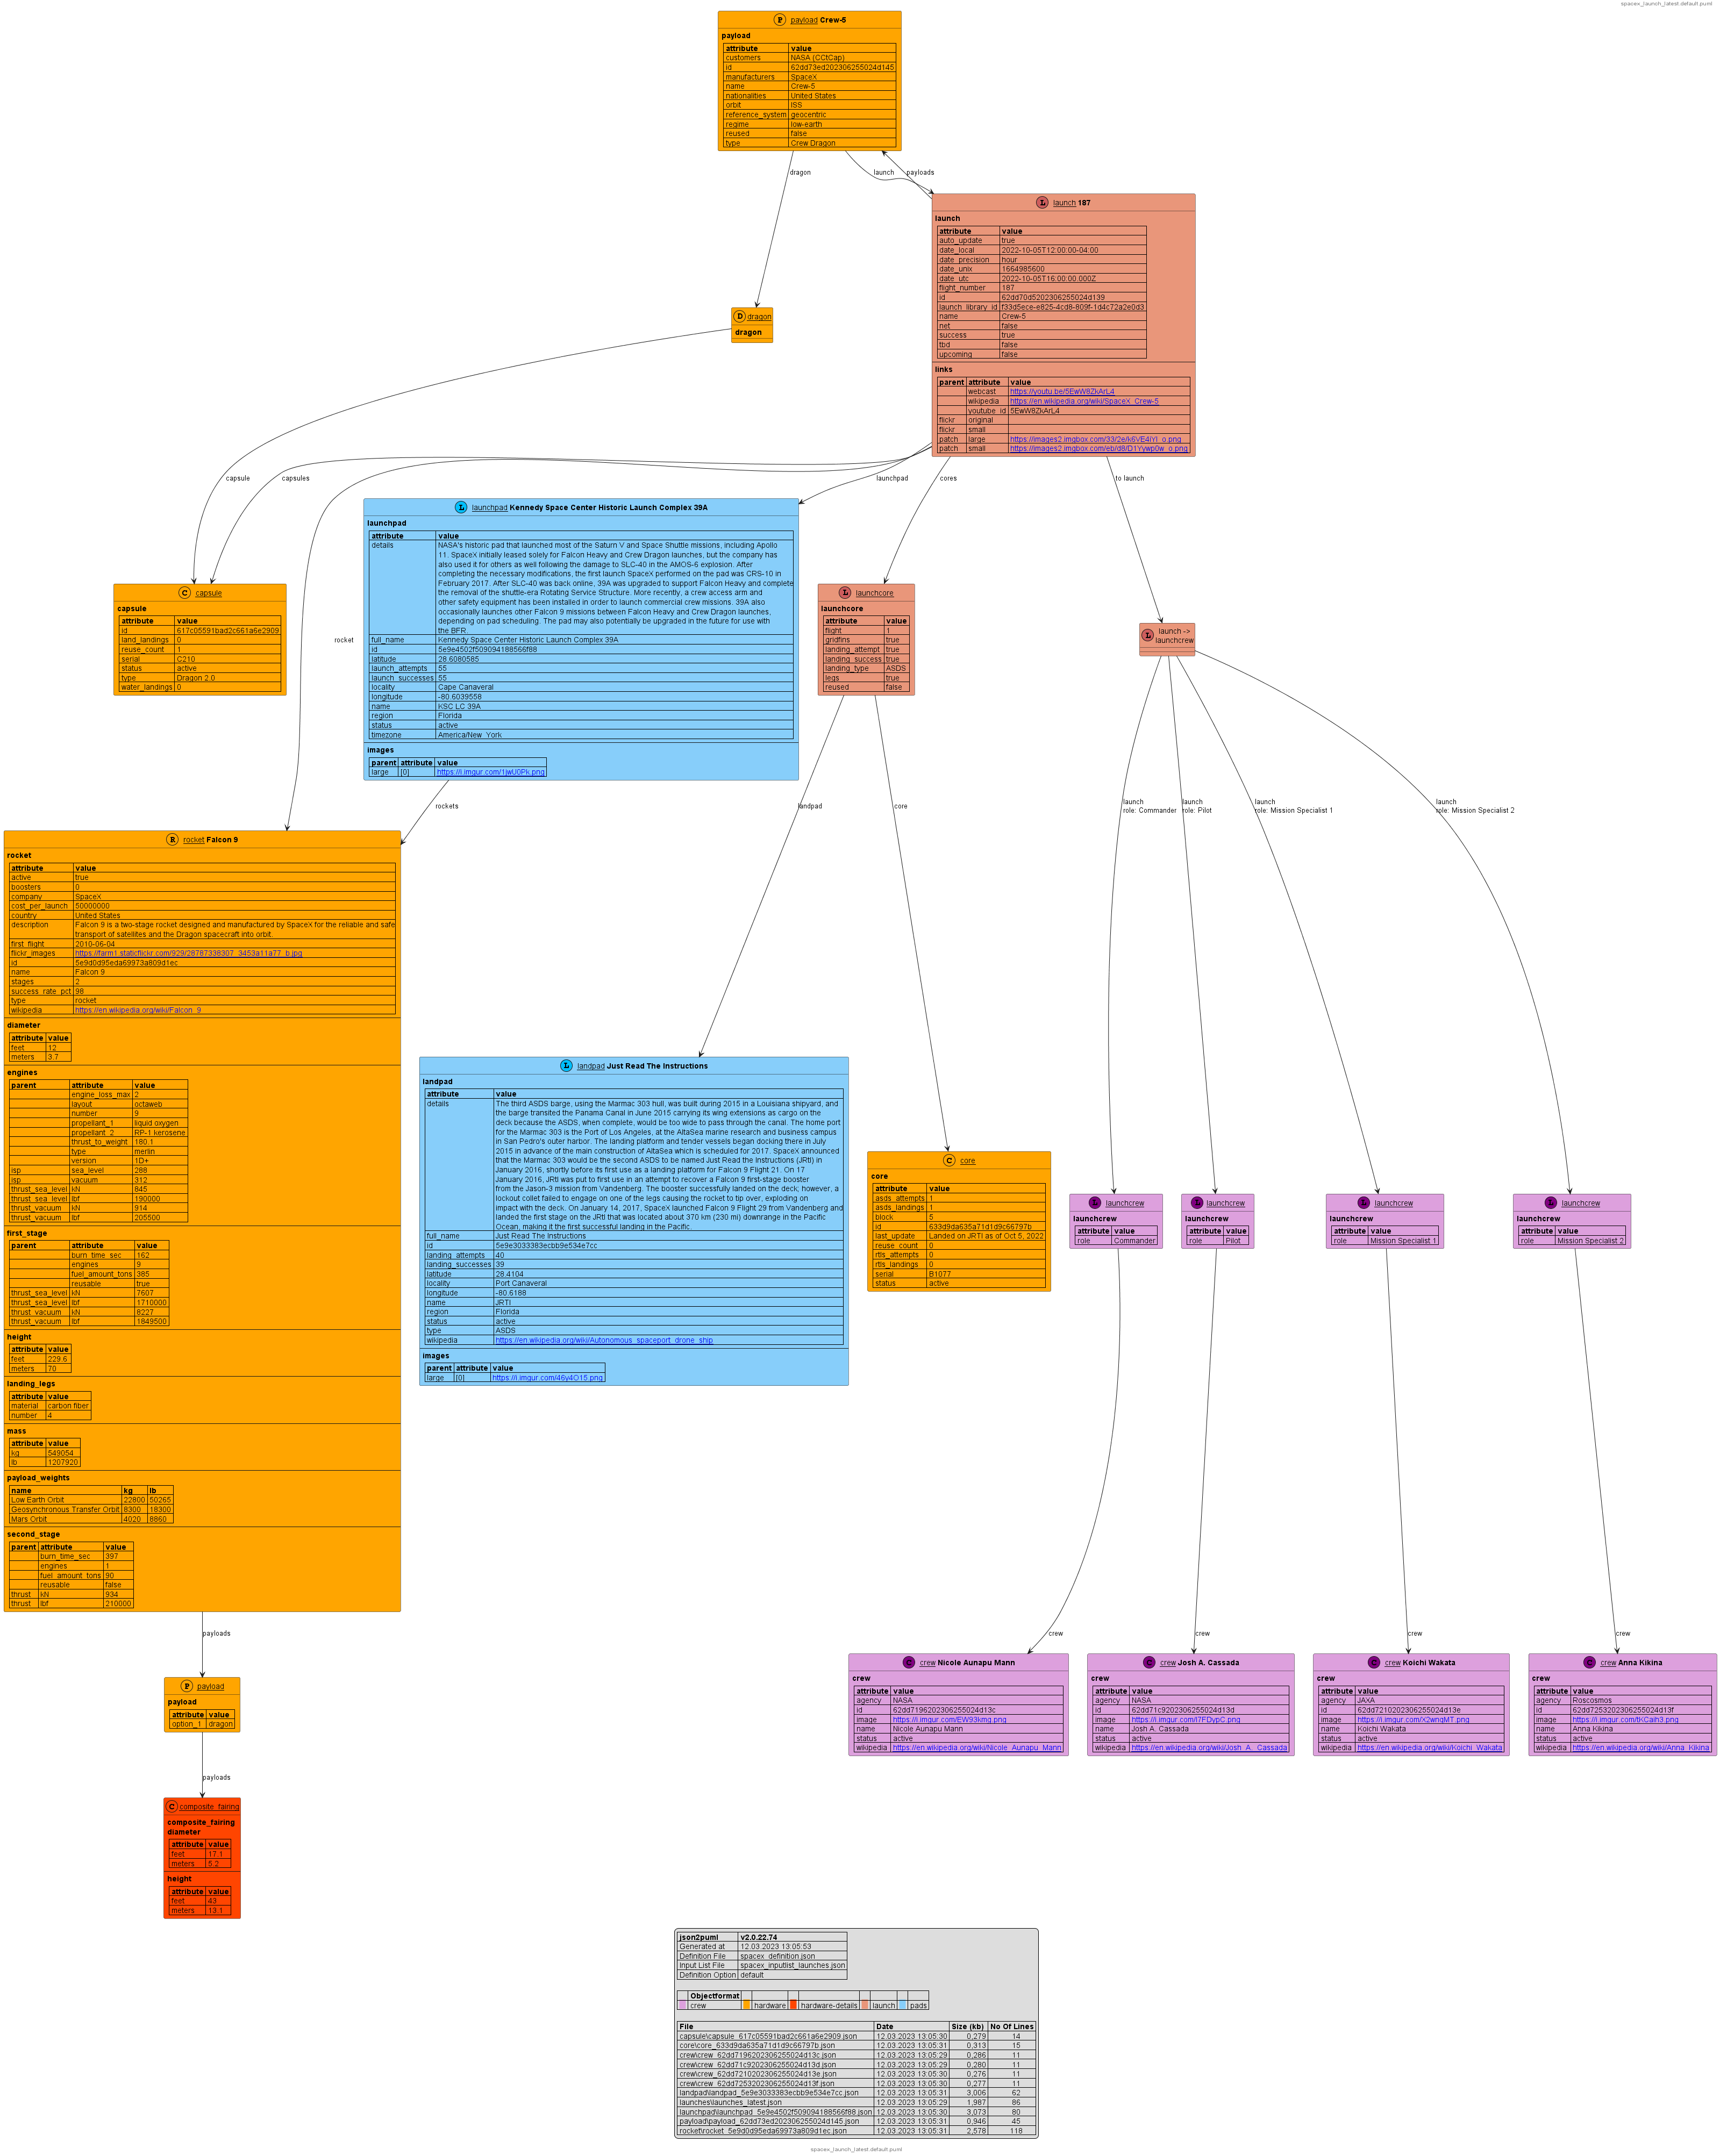 spacex_launch_latest.default.puml
payload Crew-5
payload
attribute value
customers NASA (CCtCap)
id 62dd73ed202306255024d145
manufacturers SpaceX
name Crew-5
nationalities United States
orbit ISS
reference_system geocentric
regime low-earth
reused false
type Crew Dragon
dragon
launch
payloads
launch 187
launch
attribute value
auto_update true
date_local 2022-10-05T12:00:00-04:00
date_precision hour
date_unix 1664985600
date_utc 2022-10-05T16:00:00.000Z
flight_number 187
id 62dd70d5202306255024d139
launch_library_id f33d5ece-e825-4cd8-809f-1d4c72a2e0d3
name Crew-5
net false
success true
tbd false
upcoming false
links
parent attribute value
webcast https://youtu.be/5EwW8ZkArL4
wikipedia https://en.wikipedia.org/wiki/SpaceX_Crew-5
youtube_id 5EwW8ZkArL4
flickr original
flickr small
patch large https://images2.imgbox.com/33/2e/k6VE4iYl_o.png
patch small https://images2.imgbox.com/eb/d8/D1Yywp0w_o.png
dragon
dragon
capsule
capsules
rocket
launchpad
cores
to launch
capsule
capsule
attribute value
id 617c05591bad2c661a6e2909
land_landings 0
reuse_count 1
serial C210
status active
type Dragon 2.0
water_landings 0
launchpad Kennedy Space Center Historic Launch Complex 39A
launchpad
attribute value
details NASA's historic pad that launched most of the Saturn V and Space Shuttle missions, including Apollo
11. SpaceX initially leased solely for Falcon Heavy and Crew Dragon launches, but the company has
also used it for others as well following the damage to SLC-40 in the AMOS-6 explosion. After
completing the necessary modifications, the first launch SpaceX performed on the pad was CRS-10 in
February 2017. After SLC-40 was back online, 39A was upgraded to support Falcon Heavy and complete
the removal of the shuttle-era Rotating Service Structure. More recently, a crew access arm and
other safety equipment has been installed in order to launch commercial crew missions. 39A also
occasionally launches other Falcon 9 missions between Falcon Heavy and Crew Dragon launches,
depending on pad scheduling. The pad may also potentially be upgraded in the future for use with
the BFR.
full_name Kennedy Space Center Historic Launch Complex 39A
id 5e9e4502f509094188566f88
latitude 28.6080585
launch_attempts 55
launch_successes 55
locality Cape Canaveral
longitude -80.6039558
name KSC LC 39A
region Florida
status active
timezone America/New_York
images
parent attribute value
large [0] https://i.imgur.com/1jwU0Pk.png
launchcore
launchcore
attribute value
flight 1
gridfins true
landing_attempt true
landing_success true
landing_type ASDS
legs true
reused false
launch ->
launchcrew
rockets
landpad
core
launch
role: Commander
launch
role: Pilot
launch
role: Mission Specialist 1
launch
role: Mission Specialist 2
rocket Falcon 9
rocket
attribute value
active true
boosters 0
company SpaceX
cost_per_launch 50000000
country United States
description Falcon 9 is a two-stage rocket designed and manufactured by SpaceX for the reliable and safe
transport of satellites and the Dragon spacecraft into orbit.
first_flight 2010-06-04
flickr_images https://farm1.staticflickr.com/929/28787338307_3453a11a77_b.jpg
id 5e9d0d95eda69973a809d1ec
name Falcon 9
stages 2
success_rate_pct 98
type rocket
wikipedia https://en.wikipedia.org/wiki/Falcon_9
diameter
attribute value
feet 12
meters 3.7
engines
parent attribute value
engine_loss_max 2
layout octaweb
number 9
propellant_1 liquid oxygen
propellant_2 RP-1 kerosene
thrust_to_weight 180.1
type merlin
version 1D+
isp sea_level 288
isp vacuum 312
thrust_sea_level kN 845
thrust_sea_level lbf 190000
thrust_vacuum kN 914
thrust_vacuum lbf 205500
first_stage
parent attribute value
burn_time_sec 162
engines 9
fuel_amount_tons 385
reusable true
thrust_sea_level kN 7607
thrust_sea_level lbf 1710000
thrust_vacuum kN 8227
thrust_vacuum lbf 1849500
height
attribute value
feet 229.6
meters 70
landing_legs
attribute value
material carbon fiber
number 4
mass
attribute value
kg 549054
lb 1207920
payload_weights
name kg lb
Low Earth Orbit 22800 50265
Geosynchronous Transfer Orbit 8300 18300
Mars Orbit 4020 8860
second_stage
parent attribute value
burn_time_sec 397
engines 1
fuel_amount_tons 90
reusable false
thrust kN 934
thrust lbf 210000
landpad Just Read The Instructions
landpad
attribute value
details The third ASDS barge, using the Marmac 303 hull, was built during 2015 in a Louisiana shipyard, and
the barge transited the Panama Canal in June 2015 carrying its wing extensions as cargo on the
deck because the ASDS, when complete, would be too wide to pass through the canal. The home port
for the Marmac 303 is the Port of Los Angeles, at the AltaSea marine research and business campus
in San Pedro's outer harbor. The landing platform and tender vessels began docking there in July
2015 in advance of the main construction of AltaSea which is scheduled for 2017. SpaceX announced
that the Marmac 303 would be the second ASDS to be named Just Read the Instructions (JRtI) in
January 2016, shortly before its first use as a landing platform for Falcon 9 Flight 21. On 17
January 2016, JRtI was put to first use in an attempt to recover a Falcon 9 first-stage booster
from the Jason-3 mission from Vandenberg. The booster successfully landed on the deck; however, a
lockout collet failed to engage on one of the legs causing the rocket to tip over, exploding on
impact with the deck. On January 14, 2017, SpaceX launched Falcon 9 Flight 29 from Vandenberg and
landed the first stage on the JRtI that was located about 370 km (230 mi) downrange in the Pacific
Ocean, making it the first successful landing in the Pacific.
full_name Just Read The Instructions
id 5e9e3033383ecbb9e534e7cc
landing_attempts 40
landing_successes 39
latitude 28.4104
locality Port Canaveral
longitude -80.6188
name JRTI
region Florida
status active
type ASDS
wikipedia https://en.wikipedia.org/wiki/Autonomous_spaceport_drone_ship
images
parent attribute value
large [0] https://i.imgur.com/46y4O15.png
core
core
attribute value
asds_attempts 1
asds_landings 1
block 5
id 633d9da635a71d1d9c66797b
last_update Landed on JRTI as of Oct 5, 2022
reuse_count 0
rtls_attempts 0
rtls_landings 0
serial B1077
status active
launchcrew
launchcrew
attribute value
role Commander
launchcrew
launchcrew
attribute value
role Pilot
launchcrew
launchcrew
attribute value
role Mission Specialist 1
launchcrew
launchcrew
attribute value
role Mission Specialist 2
payloads
crew
crew
crew
crew
crew Nicole Aunapu Mann
crew
attribute value
agency NASA
id 62dd7196202306255024d13c
image https://i.imgur.com/EW93kmg.png
name Nicole Aunapu Mann
status active
wikipedia https://en.wikipedia.org/wiki/Nicole_Aunapu_Mann
crew Josh A. Cassada
crew
attribute value
agency NASA
id 62dd71c9202306255024d13d
image https://i.imgur.com/I7FDypC.png
name Josh A. Cassada
status active
wikipedia https://en.wikipedia.org/wiki/Josh_A._Cassada
crew Koichi Wakata
crew
attribute value
agency JAXA
id 62dd7210202306255024d13e
image https://i.imgur.com/X2wnqMT.png
name Koichi Wakata
status active
wikipedia https://en.wikipedia.org/wiki/Koichi_Wakata
crew Anna Kikina
crew
attribute value
agency Roscosmos
id 62dd7253202306255024d13f
image https://i.imgur.com/tKCaih3.png
name Anna Kikina
status active
wikipedia https://en.wikipedia.org/wiki/Anna_Kikina
payload
payload
attribute value
option_1 dragon
payloads
composite_fairing
composite_fairing
diameter
attribute value
feet 17.1
meters 5.2
height
attribute value
feet 43
meters 13.1
json2puml v2.0.22.74
Generated at 12.03.2023 13:05:53
Definition File spacex_definition.json
Input List File spacex_inputlist_launches.json
Definition Option default
Objectformat
crew hardware hardware-details launch pads
File Date Size (kb) No Of Lines
capsule\capsule_617c05591bad2c661a6e2909.json 12.03.2023 13:05:30 0,279 14
core\core_633d9da635a71d1d9c66797b.json 12.03.2023 13:05:31 0,313 15
crew\crew_62dd7196202306255024d13c.json 12.03.2023 13:05:29 0,286 11
crew\crew_62dd71c9202306255024d13d.json 12.03.2023 13:05:29 0,280 11
crew\crew_62dd7210202306255024d13e.json 12.03.2023 13:05:30 0,276 11
crew\crew_62dd7253202306255024d13f.json 12.03.2023 13:05:30 0,277 11
landpad\landpad_5e9e3033383ecbb9e534e7cc.json 12.03.2023 13:05:31 3,006 62
launches\launches_latest.json 12.03.2023 13:05:29 1,987 86
launchpad\launchpad_5e9e4502f509094188566f88.json 12.03.2023 13:05:30 3,073 80
payload\payload_62dd73ed202306255024d145.json 12.03.2023 13:05:31 0,946 45
rocket\rocket_5e9d0d95eda69973a809d1ec.json 12.03.2023 13:05:31 2,578 118
spacex_launch_latest.default.puml